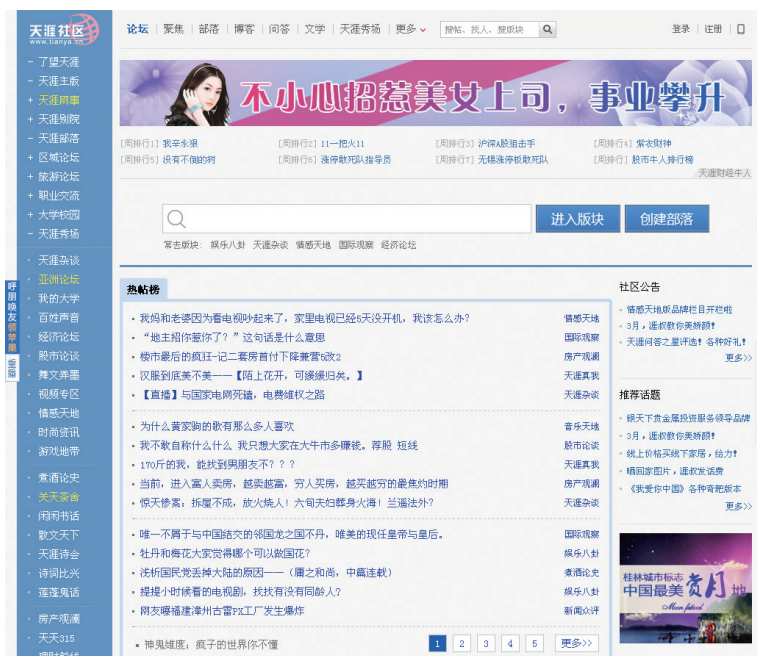 天涯社区
www.tianya.cn
论坛 | 聚焦 | 部落 | 博客 | 问答 | 文学 | 天涯秀场 | 更多
搜帖、找人、搜版块
登录 | 注册
- 了望天涯
- 天涯主版
+ 天涯网事
+ 天涯别院
- 天涯部落
+ 区域论坛
+ 旅游论坛
+ 职业交流
+ 大学校园
- 天涯秀场
· 天涯杂谈
· 亚洲论坛
· 我的大学
· 百姓声音
· 经济论坛
· 股市论谈
· 舞文弄墨
· 视频专区
· 情感天地
· 时尚资讯
· 游戏地带
· 煮酒论史
· 关天茶舍
· 闲闲书话
· 散文天下
· 天涯诗会
· 诗词比兴
· 莲蓬鬼话
· 房产观澜
· 天天315
呼朋唤友领苹果
不小心招惹美女上司，事业攀升
[周排行1] 我辛永狠 [周排行2] 11一把火11 [周排行3] 沪深A股狙击手 [周排行4] 紫衣财神
[周排行5] 没有不倒的树 [周排行6] 涨停敢死队指导员 [周排行7] 无锡涨停板敢死队 [周排行] 股市牛人排行榜
天涯财经牛人
进入版块 创建部落
常去版块: 娱乐八卦 天涯杂谈 情感天地 国际观察 经济论坛
热帖榜
· 我妈和老婆因为看电视吵起来了，家里电视已经5天没开机，我该怎么办？ 情感天地
· “地主招你惹你了？”这句话是什么意思 国际观察
· 楼市最后的疯狂-记二套房首付下降兼营5改2 房产观澜
· 汉服到底美不美——【陌上花开，可缓缓归矣。】 天涯真我
· 【直播】与国家电网死磕，电费维权之路 天涯杂谈
· 为什么黄家驹的歌有那么多人喜欢 音乐天地
· 我不敢自称什么什么 我只想大家在大牛市多赚钱。荐股 短线 股市论谈
· 170斤的我，能找到男朋友不？？？ 天涯真我
· 当前，进入富人卖房，越卖越富，穷人买房，越买越穷的最焦灼时期 房产观澜
· 惊天惨案：拆屋不成，放火烧人！六旬夫妇葬身火海！兰遥法外？ 天涯杂谈
· 唯一不屑于与中国结交的邻国龙之国不丹，唯美的现任皇帝与皇后。 国际观察
· 牡丹和梅花大家觉得哪个可以做国花？ 娱乐八卦
· 浅析国民党丢掉大陆的原因——（庸之和尚，中篇连载） 煮酒论史
· 提提小时候看的电视剧，找找有没有同龄人？ 娱乐八卦
· 网友曝福建漳州古雷PX工厂发生爆炸 新闻众评
▪ 神鬼维度：疯子的世界你不懂
1 2 3 4 5 更多>>
社区公告
· 情感天地版品牌栏目开栏啦
· 3月，涯叔教你美娇颜！
· 天涯问答之星评选！各种好礼！
更多>>
推荐话题
· 银天下贵金属投资服务领导品牌
· 3月，涯叔教你美娇颜！
· 线上价格买线下家居，给力！
· 晒回家图片，涯叔发话费
· 《我爱你中国》各种奇葩版本
更多>>
桂林城市标志
中国最美赏月地